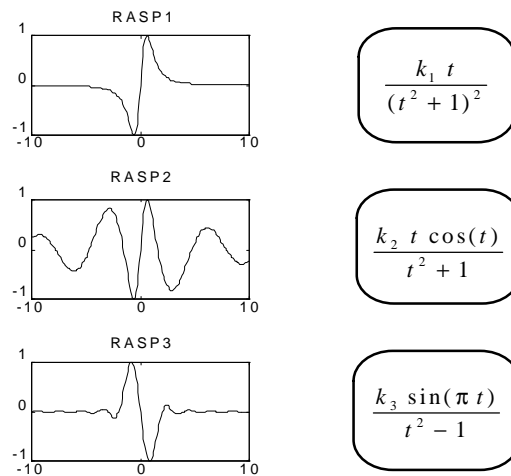 RASP1
1
0
-1
-10 0 10
k₁ t
(t² + 1)²
RASP2
1
0
-1
-10 0 10
k₂ t cos(t)
t² + 1
RASP3
1
0
-1
-10 0 10
k₃ sin(π t)
t² − 1